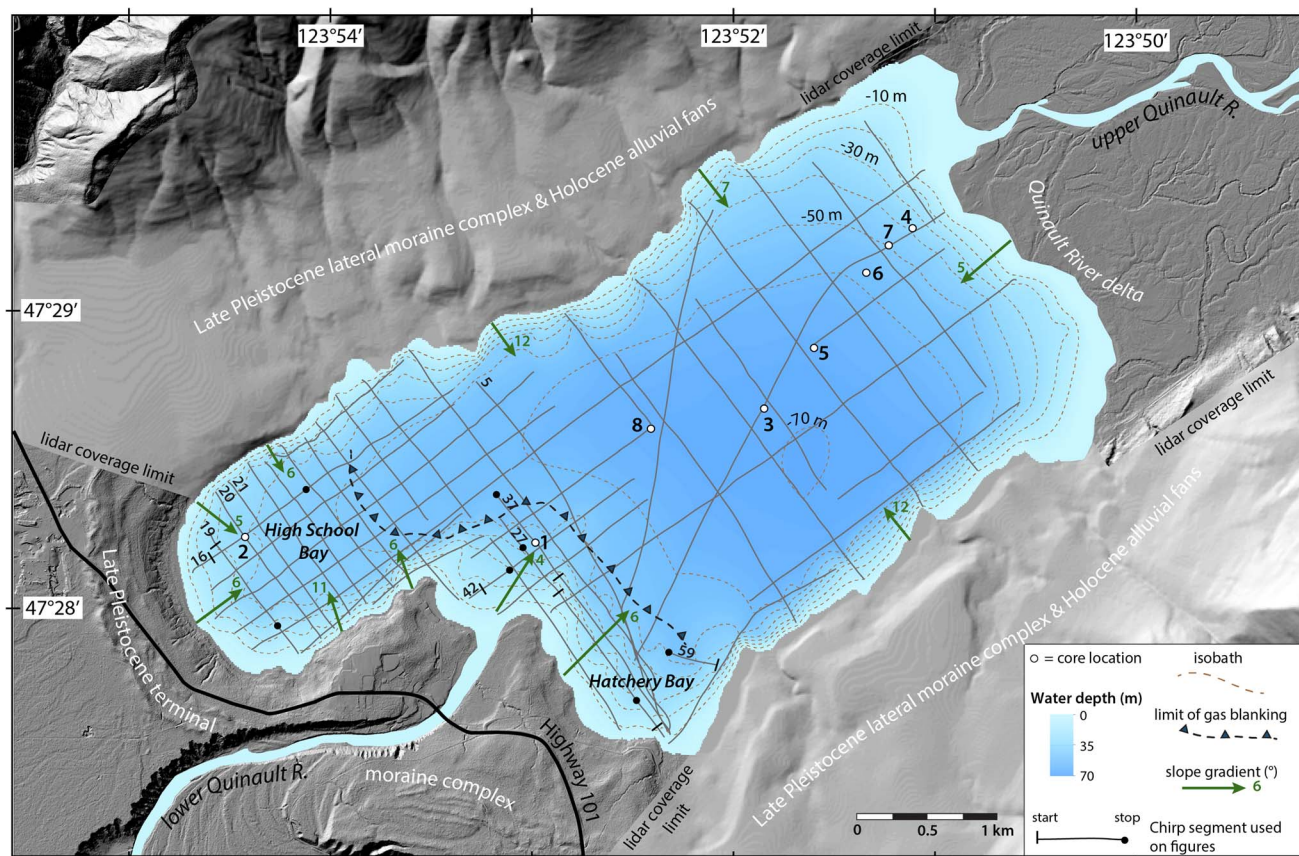 123°54′
123°52′
123°50′
lidar coverage limit
-10 m
upper Quinault R.
Late Pleistocene lateral moraine complex & Holocene alluvial fans
-30 m
7
-50 m
4
7
Quinault River delta
6
5
47°29′
12
5
5
3
8
-70 m
lidar coverage limit
lidar coverage limit
6
21
20
37
12
5
19
High School
Bay
27
1
2
16
6
4
Late Pleistocene lateral moraine complex & Holocene alluvial fans
42
47°28′
6
11
6
59
Hatchery Bay
Late Pleistocene terminal
moraine complex
Highway 101
lower Quinault R.
lidar coverage
limit
0 0.5 1 km
= core location
isobath
Water depth (m)
0
35
70
limit of gas blanking
slope gradient (°)
6
start stop
Chirp segment used
on figures